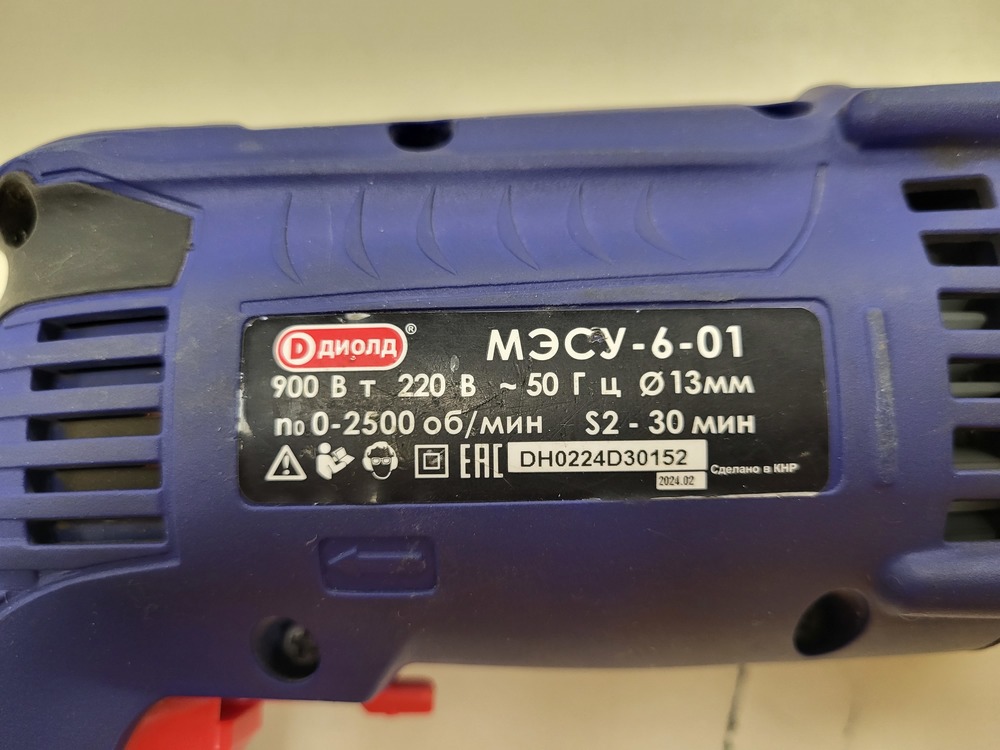 D ДИОЛД ®
МЭСУ-6-01
900 Вт 220 В ~ 50 Гц Ø13мм
n₀ 0-2500 об/мин S2 - 30 мин
EAC DH0224D30152 Сделано в КНР
2024.02